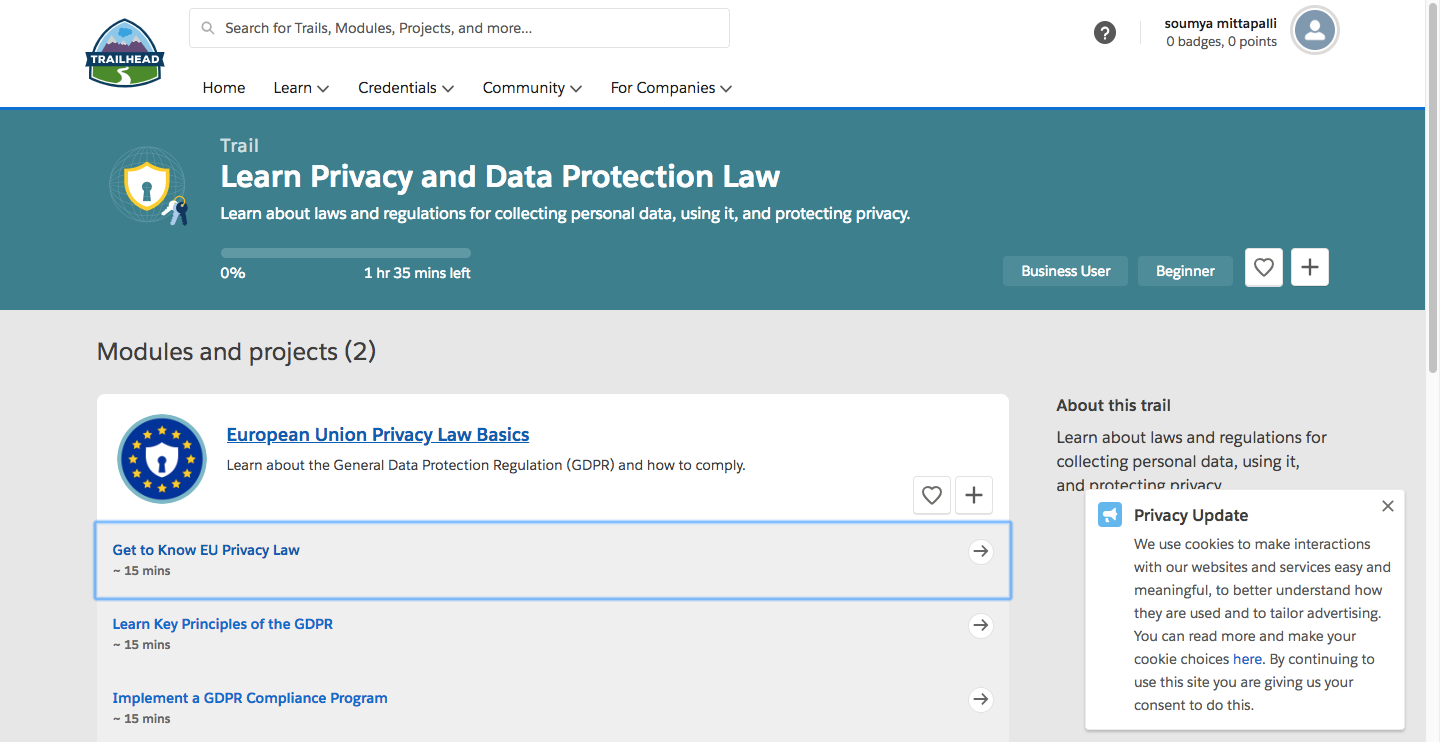 TRAILHEAD
Search for Trails, Modules, Projects, and more...
?
soumya mittapalli
0 badges, 0 points
Home Learn Credentials Community For Companies
Trail
Learn Privacy and Data Protection Law
Learn about laws and regulations for collecting personal data, using it, and protecting privacy.
0% 1 hr 35 mins left
Business User Beginner
Modules and projects (2)
European Union Privacy Law Basics
Learn about the General Data Protection Regulation (GDPR) and how to comply.
Get to Know EU Privacy Law
~ 15 mins
Learn Key Principles of the GDPR
~ 15 mins
Implement a GDPR Compliance Program
~ 15 mins
About this trail
Learn about laws and regulations for
collecting personal data, using it,
and protecting privacy
Privacy Update
We use cookies to make interactions
with our websites and services easy and
meaningful, to better understand how
they are used and to tailor advertising.
You can read more and make your
cookie choices here. By continuing to
use this site you are giving us your
consent to do this.